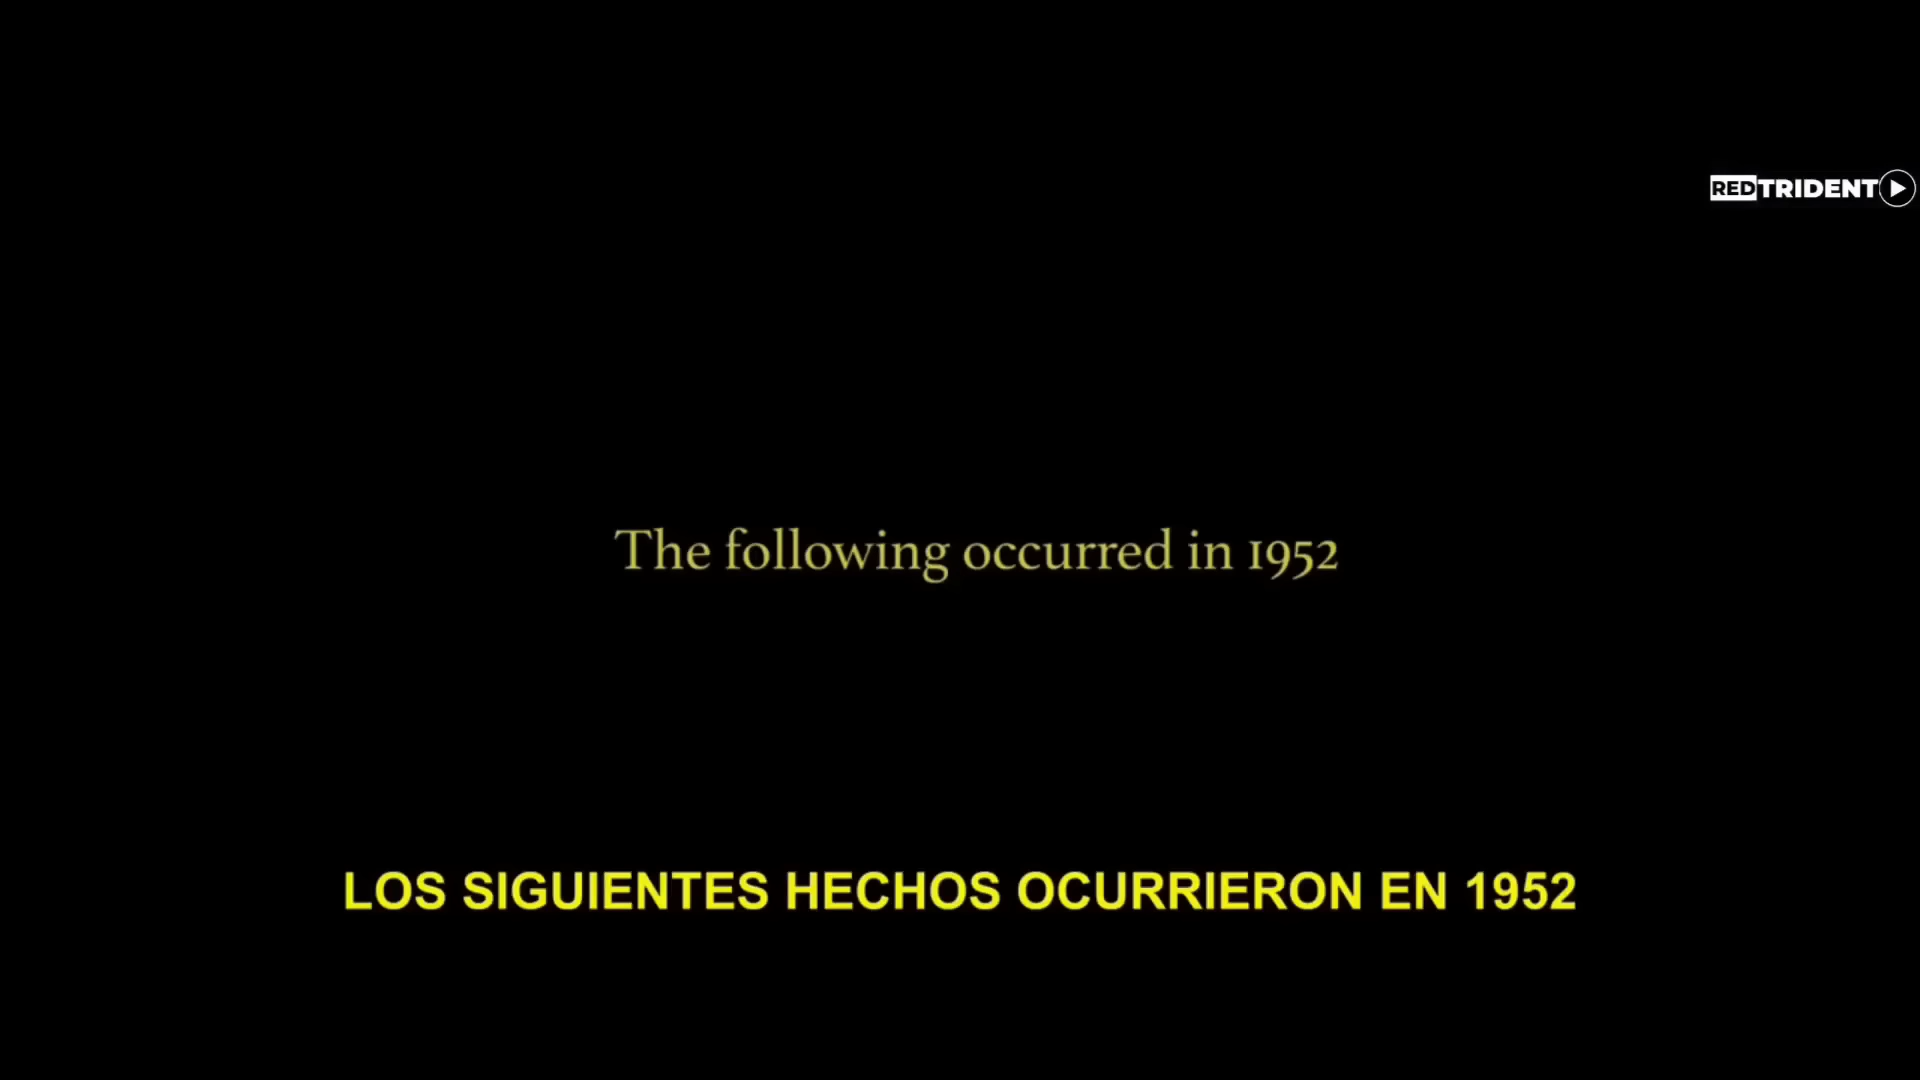 REDTRIDENT
The following occurred in 1952
LOS SIGUIENTES HECHOS OCURRIERON EN 1952